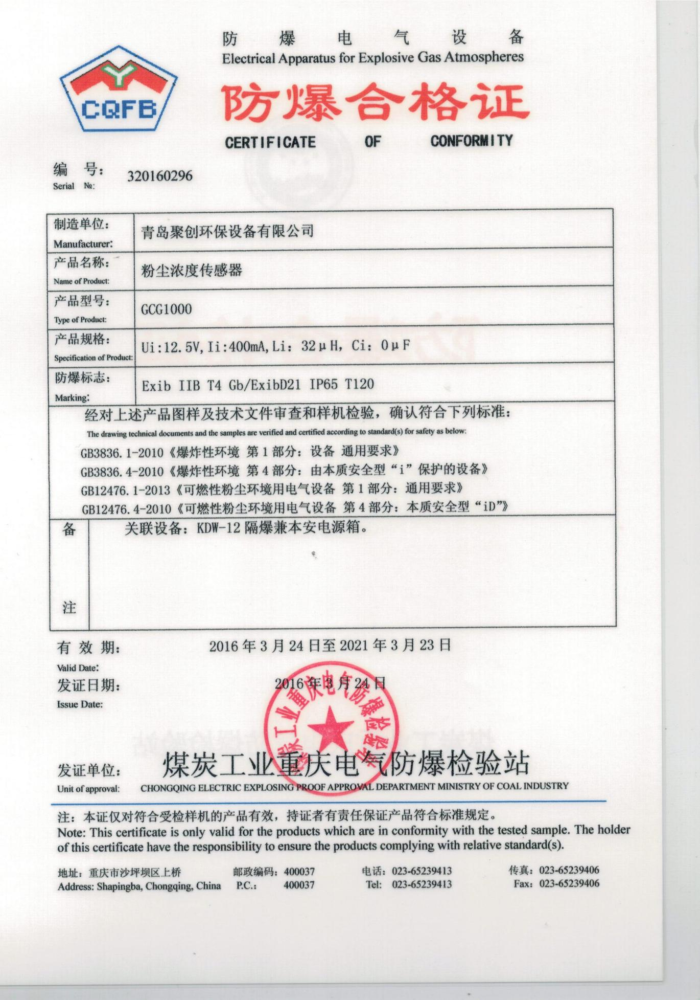 防爆电气设备
Electrical Apparatus for Explosive Gas Atmospheres
CQFB
防爆合格证
CERTIFICATE OF CONFORMITY
编 号： 320160296
Serial №:
制造单位： 青岛聚创环保设备有限公司
Manufacturer:
产品名称： 粉尘浓度传感器
Name of Product:
产品型号： GCG1000
Type of Product:
产品规格： Ui:12.5V,Ii:400mA,Li：32μH，Ci：0μF
Specification of Product:
防爆标志： Exib IIB T4 Gb/ExibD21 IP65 T120
Marking:
经对上述产品图样及技术文件审查和样机检验，确认符合下列标准：
The drawing technical documents and the samples are verified and certified according to standard(s) for safety as below:
GB3836.1-2010《爆炸性环境 第1部分：设备 通用要求》
GB3836.4-2010《爆炸性环境 第4部分：由本质安全型“i”保护的设备》
GB12476.1-2013《可燃性粉尘环境用电气设备 第1部分：通用要求》
GB12476.4-2010《可燃性粉尘环境用电气设备 第4部分：本质安全型“iD”》
备注 关联设备：KDW-12隔爆兼本安电源箱。
有 效 期： 2016年3月24日至2021年3月23日
Valid Date:
发证日期： 2016年3月24日
Issue Date:
煤炭工业重庆电气防爆检验站
发证单位： 煤炭工业重庆电气防爆检验站
Unit of approval: CHONGQING ELECTRIC EXPLOSING PROOF APPROVAL DEPARTMENT MINISTRY OF COAL INDUSTRY
注：本证仅对符合受检样机的产品有效，持证者有责任保证产品符合标准规定。
Note: This certificate is only valid for the products which are in conformity with the tested sample. The holder
of this certificate have the responsibility to ensure the products complying with relative standard(s).
地址：重庆市沙坪坝区上桥 邮政编码：400037 电话：023-65239413 传真：023-65239406
Address: Shapingba, Chongqing, China P.C.： 400037 Tel: 023-65239413 Fax: 023-65239406